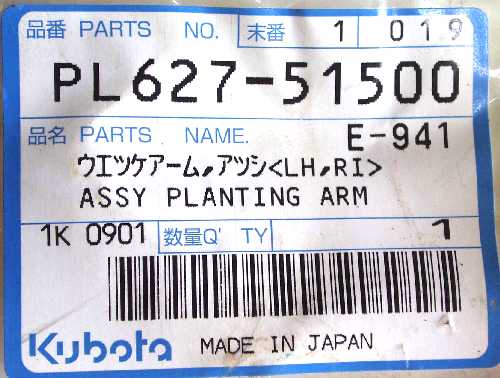 品番 PARTS NO. 末番 1 019
PL627-51500
品名 PARTS NAME. E-941
ウエツケアーム,アツシ<LH,RI>
ASSY PLANTING ARM
1K 0901 数量Q' TY 1
Kubota MADE IN JAPAN